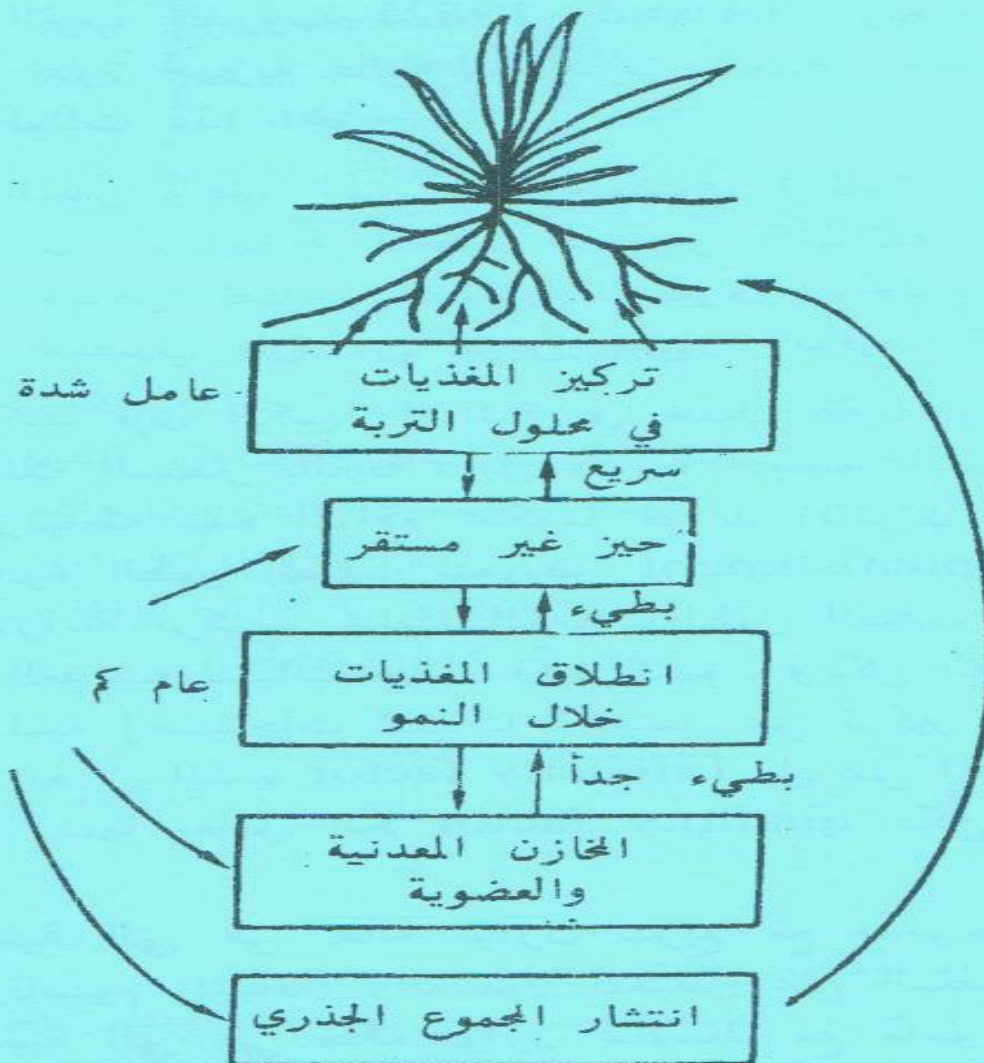 تركيز المغذيات
في محلول التربة
عامل شدة
سريع
حيز غير مستقر
بطيء
انطلاق المغذيات
خلال النمو
عام كم
بطيء جداً
المخازن المعدنية
والعضوية
انتشار المجموع الجذري